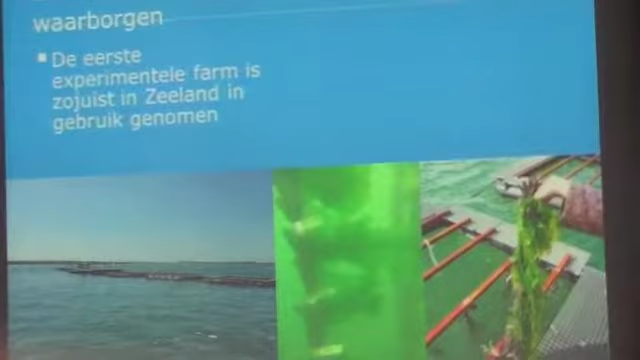 waarborgen
▪ De eerste
experimentele farm is
zojuist in Zeeland in
gebruik genomen